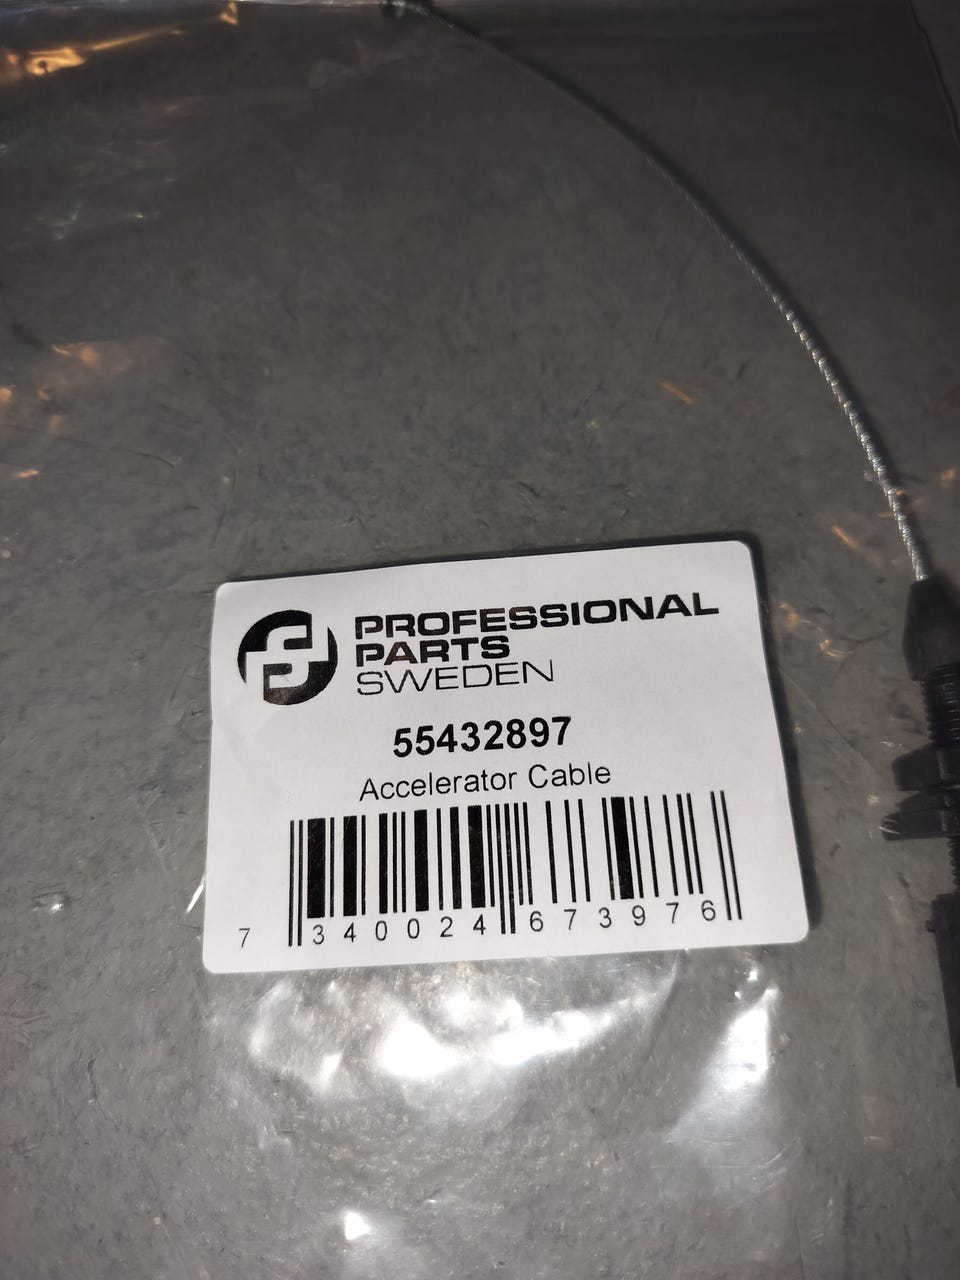 PROFESSIONAL
PARTS
SWEDEN
55432897
Accelerator Cable
7 340024 673976